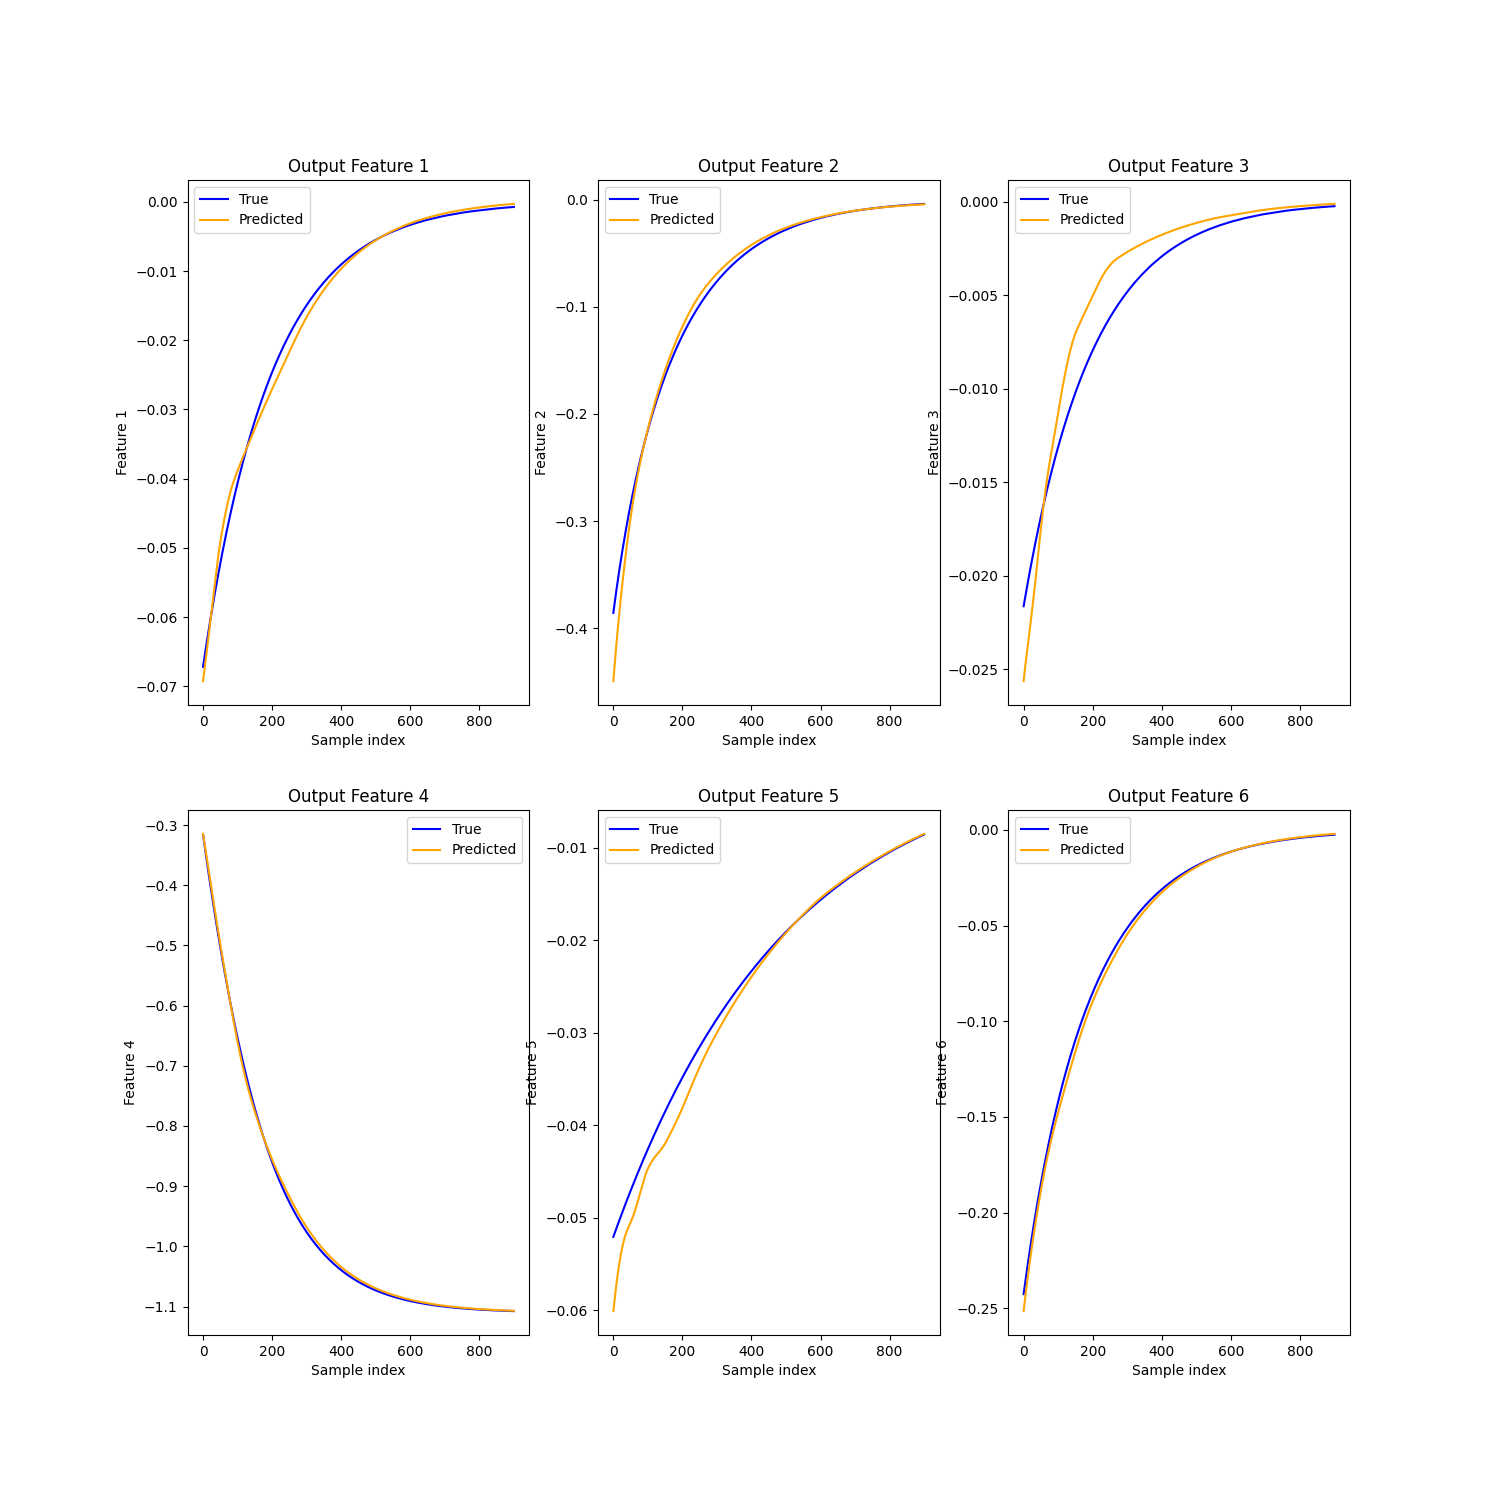 Output Feature 1
True
Predicted
0.00
−0.01
−0.02
−0.03
−0.04
−0.05
−0.06
−0.07
Feature 1
0 200 400 600 800
Sample index
Output Feature 2
True
Predicted
0.0
−0.1
−0.2
−0.3
−0.4
Feature 2
0 200 400 600 800
Sample index
Output Feature 3
True
Predicted
0.000
−0.005
−0.010
−0.015
−0.020
−0.025
Feature 3
0 200 400 600 800
Sample index
Output Feature 4
True
Predicted
−0.3
−0.4
−0.5
−0.6
−0.7
−0.8
−0.9
−1.0
−1.1
Feature 4
0 200 400 600 800
Sample index
Output Feature 5
True
Predicted
−0.01
−0.02
−0.03
−0.04
−0.05
−0.06
Feature 5
0 200 400 600 800
Sample index
Output Feature 6
True
Predicted
0.00
−0.05
−0.10
−0.15
−0.20
−0.25
Feature 6
0 200 400 600 800
Sample index